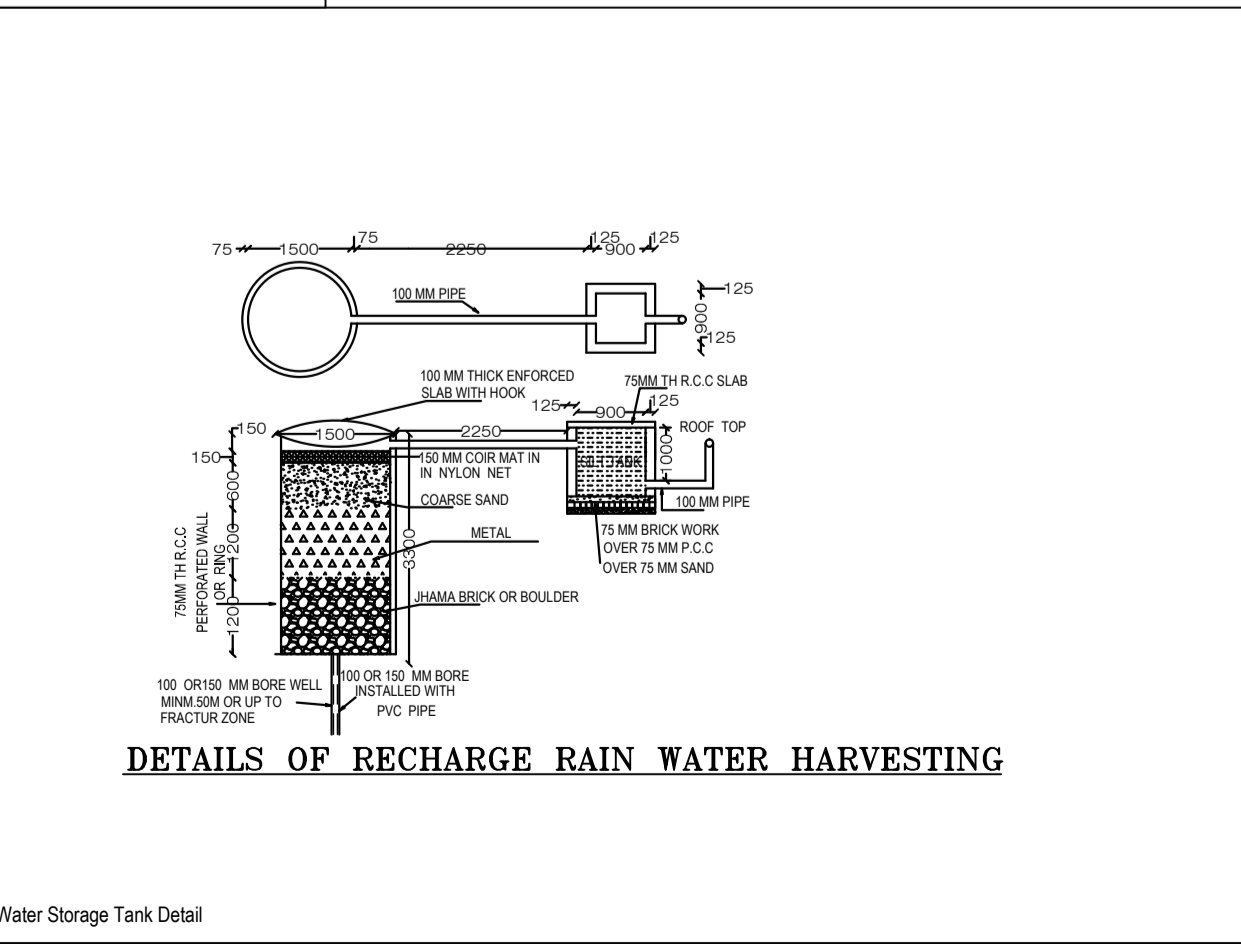 75
1500
75
2250
125
900
125
100 MM PIPE
125
900
125
100 MM THICK ENFORCED
SLAB WITH HOOK
75MM TH R.C.C SLAB
125
900
125
150
1500
2250
ROOF TOP
1000
150
150 MM COIR MAT IN
IN NYLON NET
SILT TANK
600
COARSE SAND
100 MM PIPE
METAL
75 MM BRICK WORK
OVER 75 MM P.C.C
OVER 75 MM SAND
1200
3300
75MM TH R.C.C
PERFORATED WALL
OR RING
JHAMA BRICK OR BOULDER
1200
100 OR150 MM BORE WELL
MINM.50M OR UP TO
FRACTUR ZONE
100 OR 150 MM BORE
INSTALLED WITH
PVC PIPE
DETAILS OF RECHARGE RAIN WATER HARVESTING
Water Storage Tank Detail